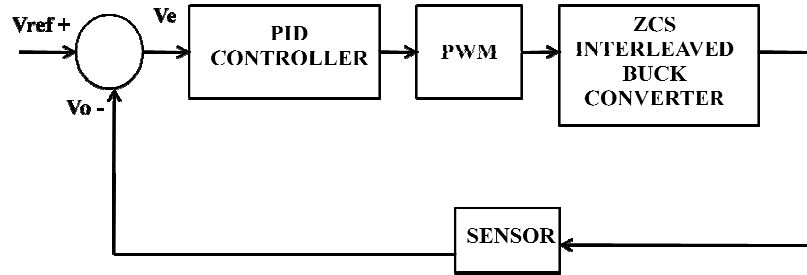 Vref +
Ve
PID
CONTROLLER
PWM
ZCS
INTERLEAVED
BUCK
CONVERTER
Vo -
SENSOR